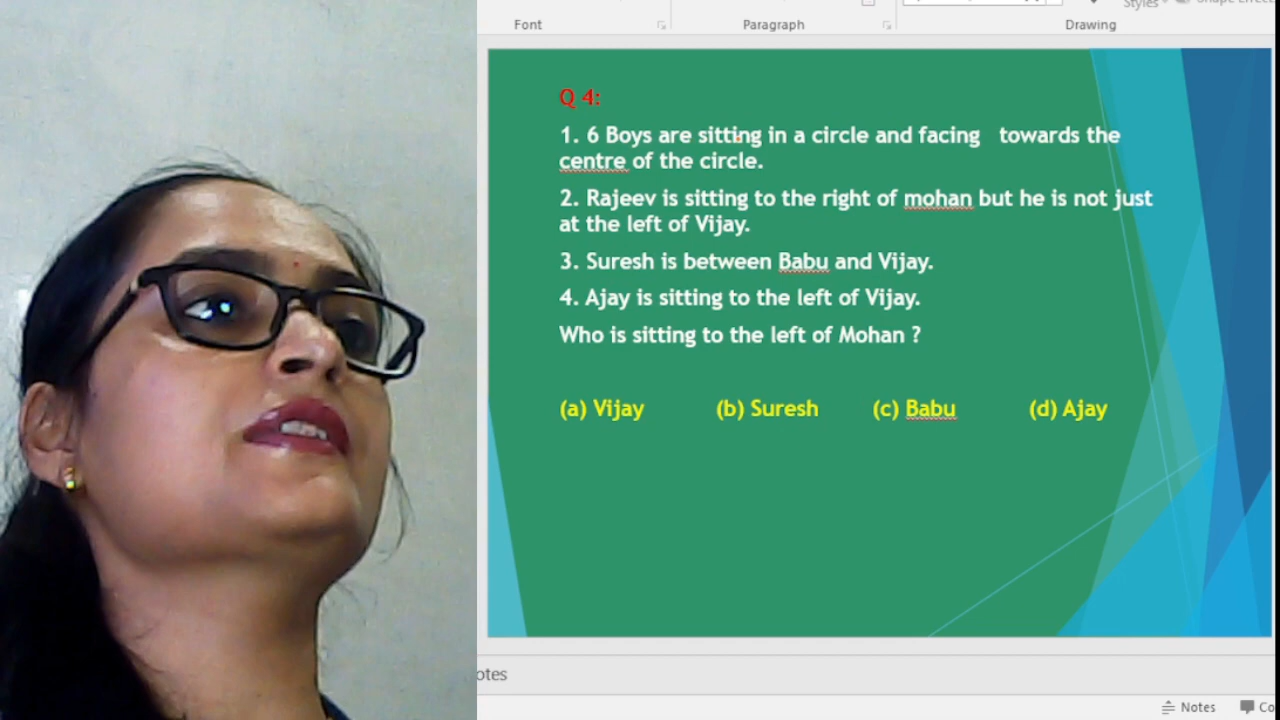 Styles
Font
Paragraph
Drawing
Q 4:
1. 6 Boys are sitting in a circle and facing towards the
centre of the circle.
2. Rajeev is sitting to the right of mohan but he is not just
at the left of Vijay.
3. Suresh is between Babu and Vijay.
4. Ajay is sitting to the left of Vijay.
Who is sitting to the left of Mohan ?
(a) Vijay (b) Suresh (c) Babu (d) Ajay
otes
Notes Co